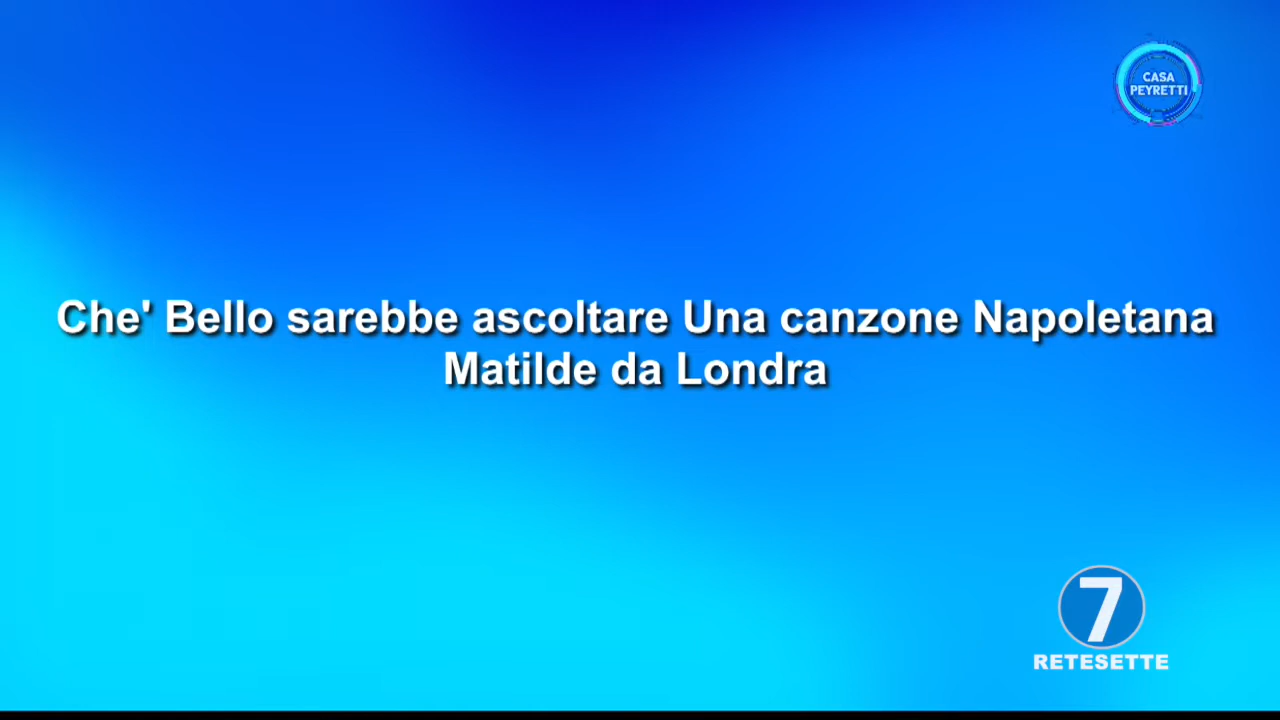 CASA
PEYRETTI
Che' Bello sarebbe ascoltare Una canzone Napoletana
Matilde da Londra
7
RETESETTE